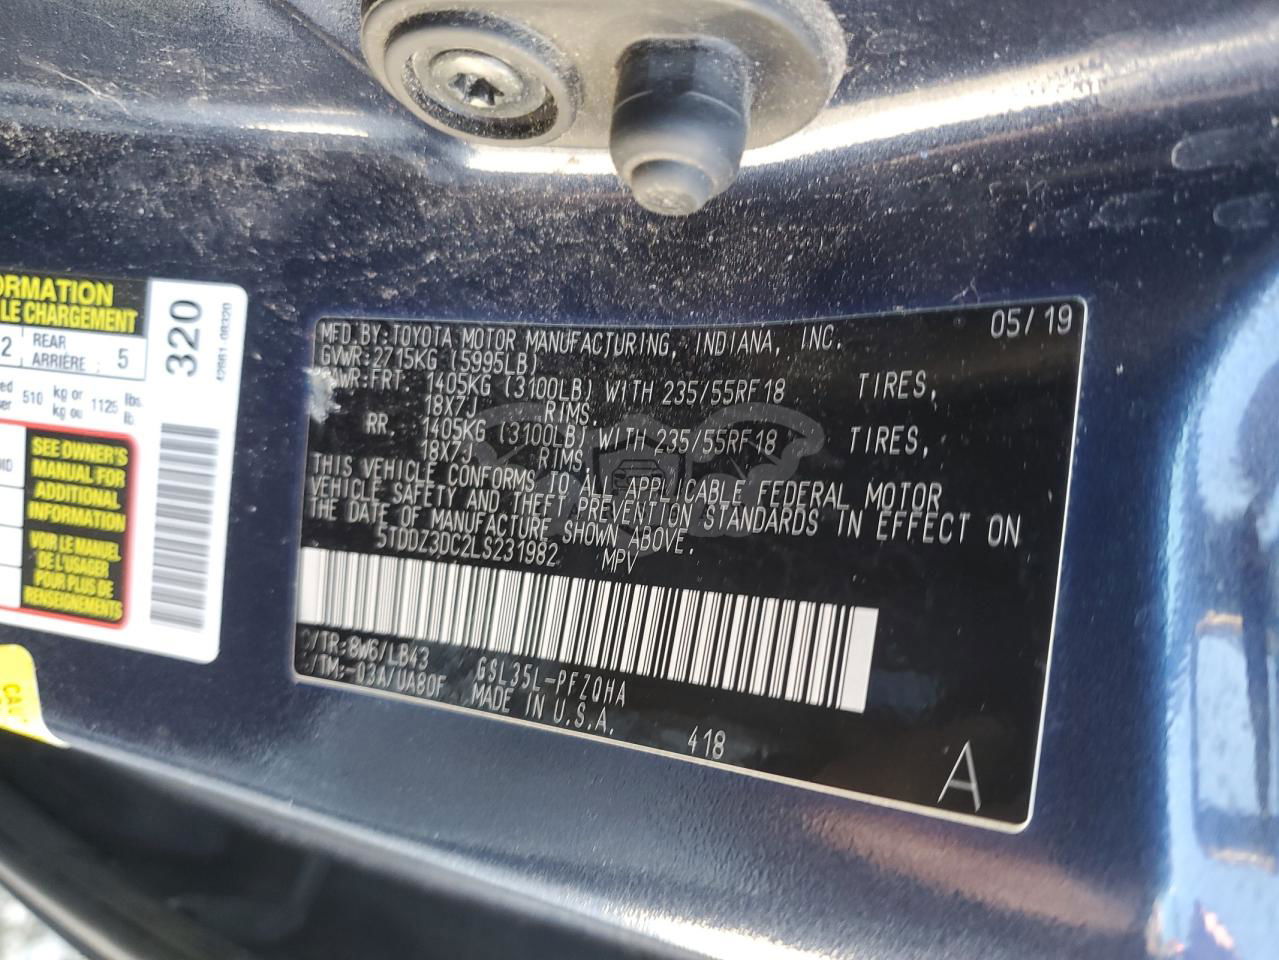 ORMATION
LE CHARGEMENT
2 REAR ARRIÈRE 5
510 kg or kg ou 1125 lbs lb
SEE OWNER'S
MANUAL FOR
ADDITIONAL
INFORMATION
VOIR LE MANUEL
DE L'USAGER
POUR PLUS DE
RENSEIGNEMENTS
320
MFD.BY:TOYOTA MOTOR MANUFACTURING, INDIANA, INC. 05/19
GVWR:2715KG (5995LB)
GAWR:FRT. 1405KG (3100LB) WITH 235/55RF18 TIRES,
18X7J RIMS.
RR. 1405KG (3100LB) WITH 235/55RF18 TIRES,
18X7J RIMS.
THIS VEHICLE CONFORMS TO ALL APPLICABLE FEDERAL MOTOR
VEHICLE SAFETY AND THEFT PREVENTION STANDARDS IN EFFECT ON
THE DATE OF MANUFACTURE SHOWN ABOVE.
5TDDZ3DC2LS231982 MPV
C/TR:8W6/LB43 GSL35L-PFZQHA
/TM:-03A/UA80F MADE IN U.S.A.
418
A